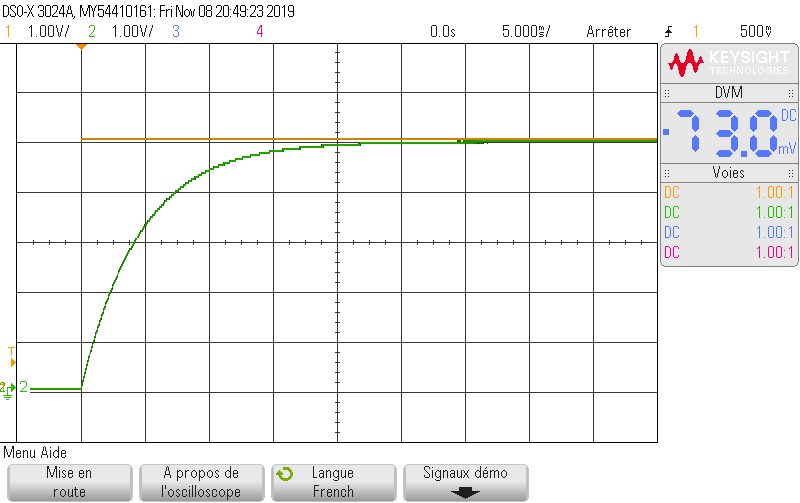 DSO-X 3024A, MY54410161: Fri Nov 08 20:49:23 2019
1 1.00V/ 2 1.00V/ 3 4 0.0s 5.000s/ Arrêter 1 500V
KEYSIGHT
TECHNOLOGIES
DVM
-73.0 DC mV
Voies
DC 1.00:1
DC 1.00:1
DC 1.00:1
DC 1.00:1
T
2 2
Menu Aide
Mise en
route
A propos de
l'oscilloscope
Langue
French
Signaux démo